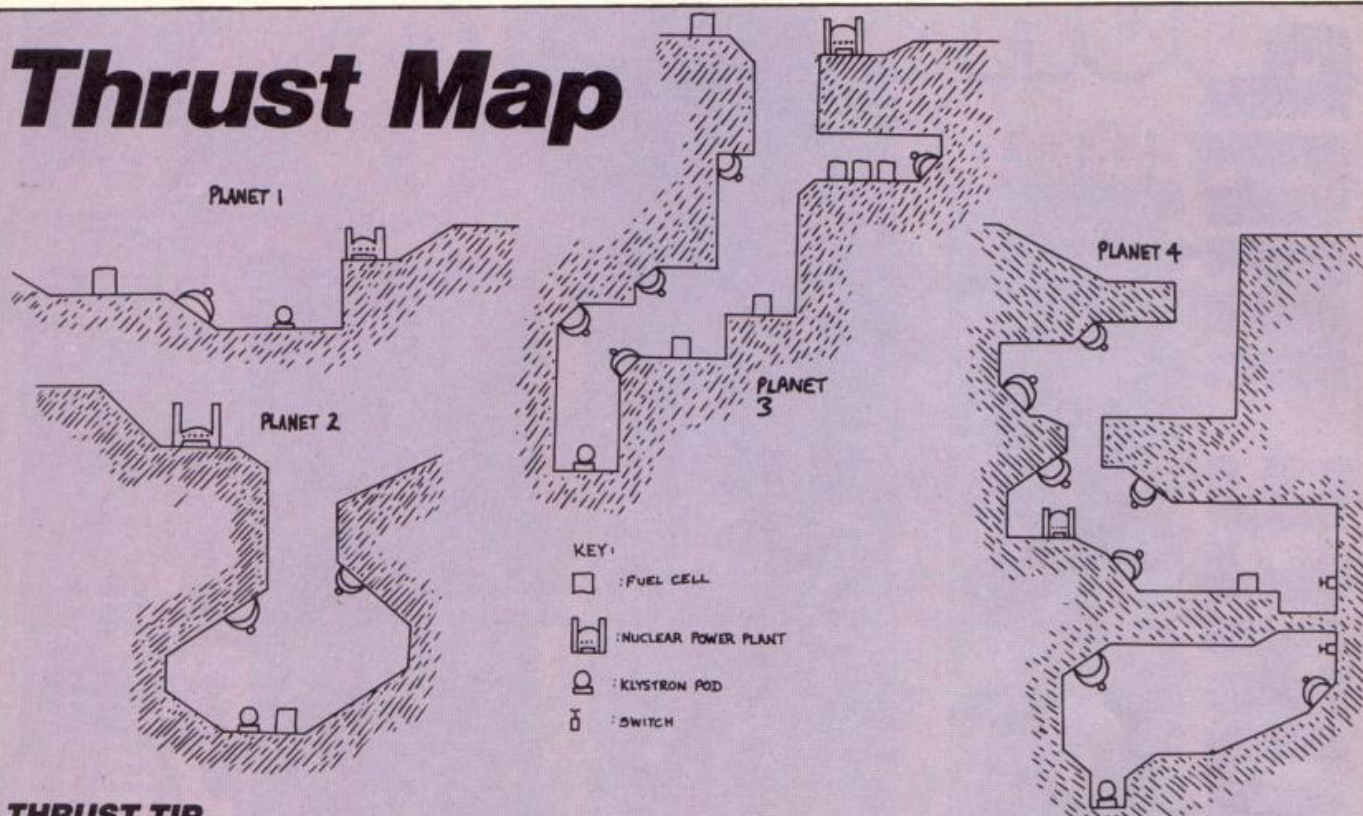 Thrust Map
PLANET 1
PLANET 2
PLANET
3
PLANET 4
KEY:
: FUEL CELL
: NUCLEAR POWER PLANT
: KLYSTRON POD
: SWITCH
THRUST TIP